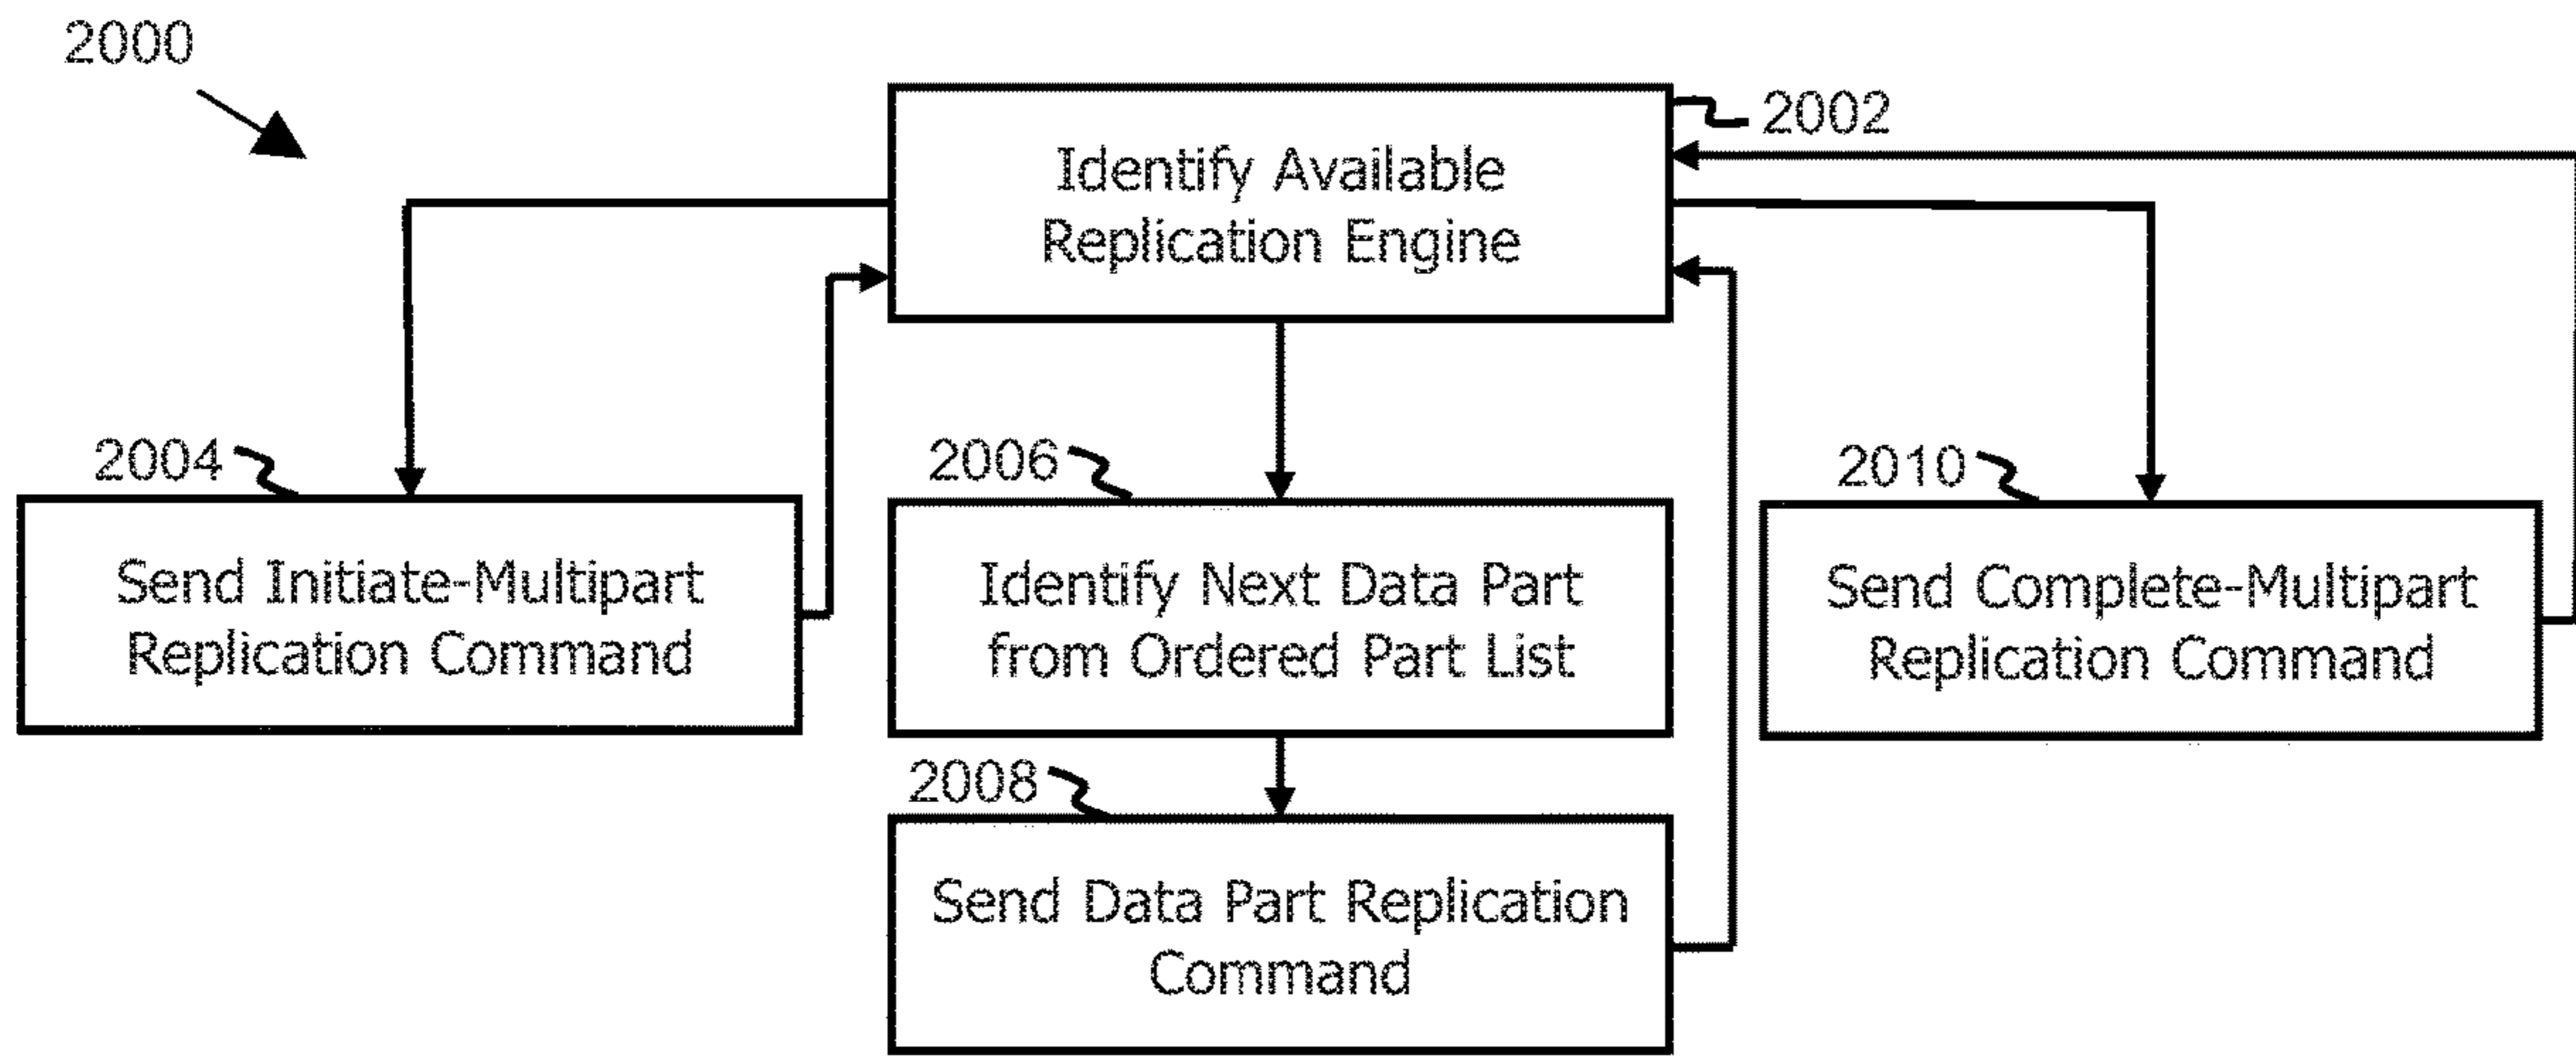 2000
2002
Identify Available
Replication Engine
2004
Send Initiate-Multipart
Replication Command
2006
Identify Next Data Part
from Ordered Part List
2010
Send Complete-Multipart
Replication Command
2008
Send Data Part Replication
Command